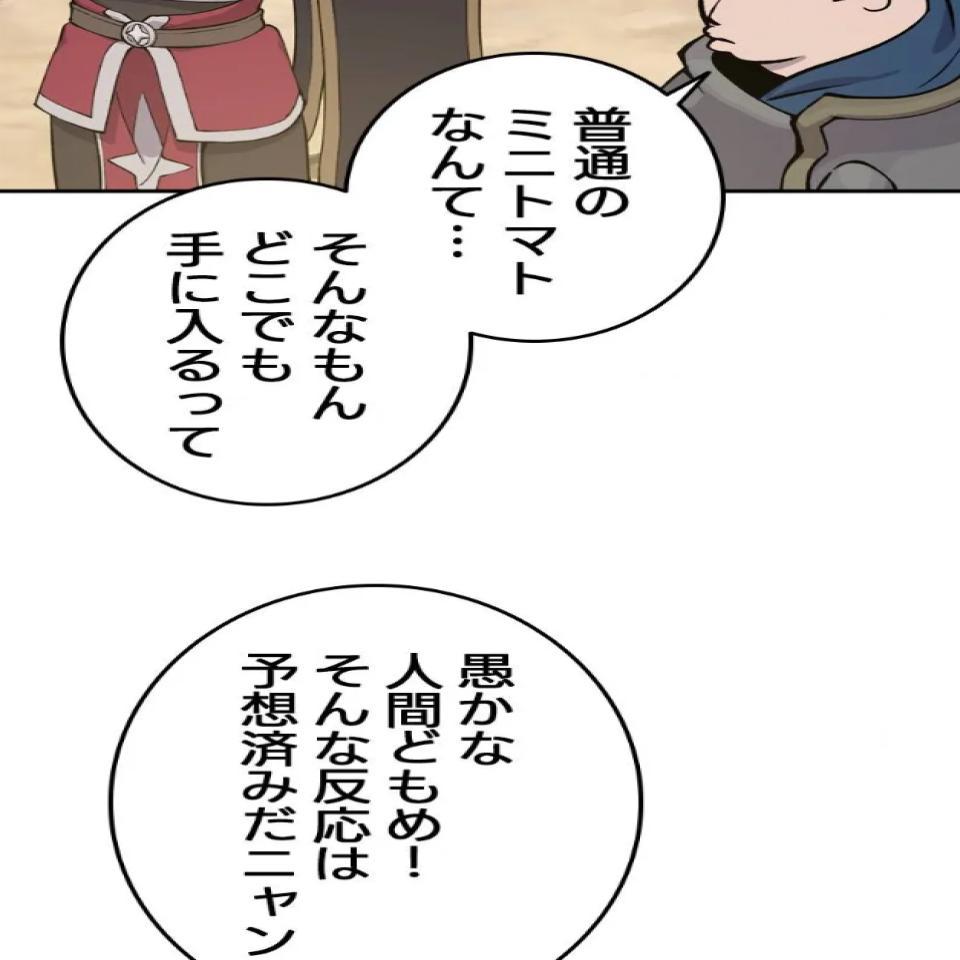 普通の
ミニトマト
なんて…
そんなもん
どこでも
手に入るって
愚かな
人間どもめ！
そんな反応は
予想済みだニャン